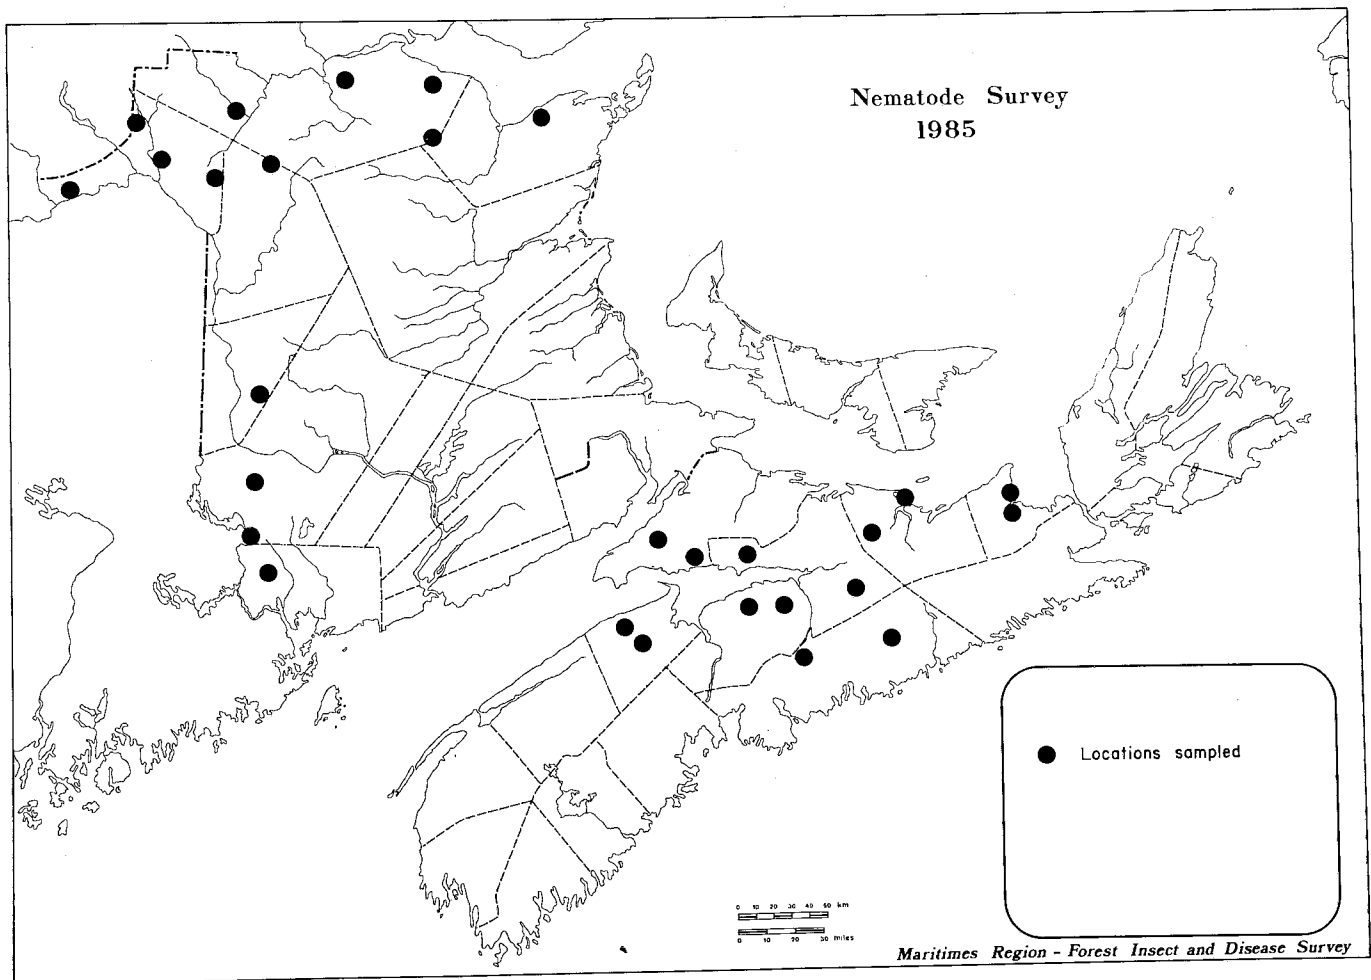 Nematode Survey
1985
Locations sampled
0 10 20 30 40 50 km
0 10 20 30 miles
Maritimes Region - Forest Insect and Disease Survey